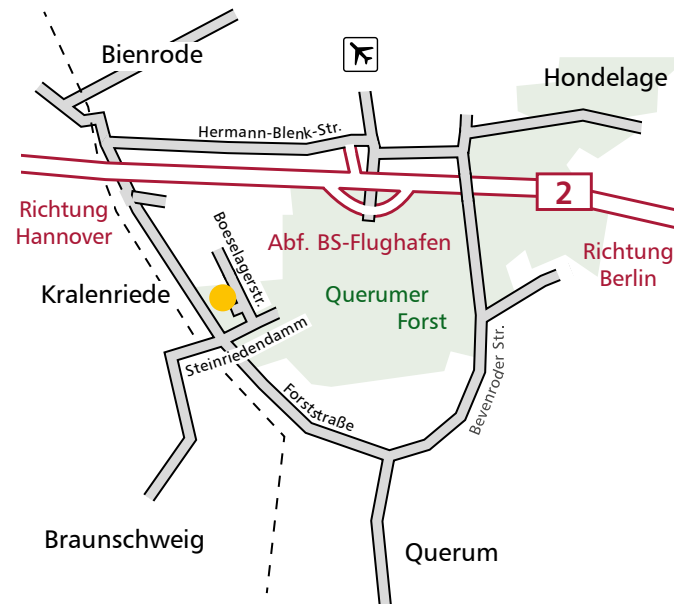 Bienrode
Hondelage
Hermann-Blenk-Str.
2
Richtung
Hannover
Boeselagerstr.
Abf. BS-Flughafen
Richtung
Berlin
Kralenriede
Querumer
Forst
Steinriedendamm
Bevenroder Str.
Forststraße
Braunschweig
Querum